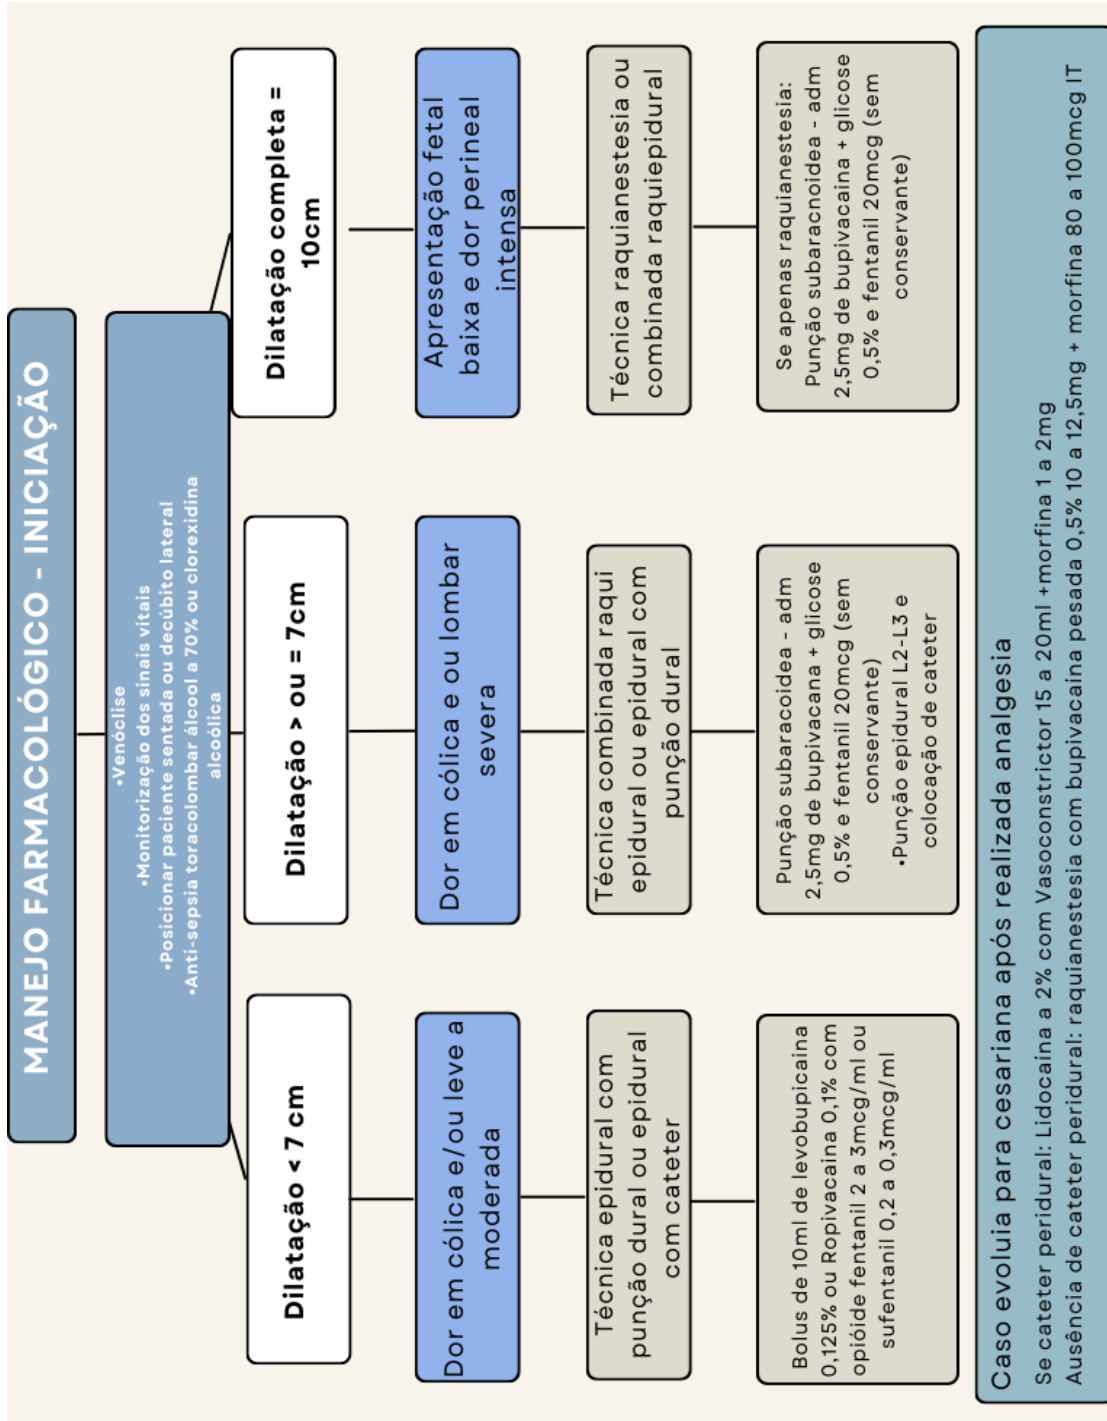 MANEJO FARMACOLÓGICO - INICIAÇÃO
•Venóclise
•Monitorização dos sinais vitais
•Posicionar paciente sentada ou decúbito lateral
•Anti-sepsia toracolombar álcool a 70% ou clorexidina
alcoólica
Dilatação < 7 cm
Dor em cólica e/ou leve a
moderada
Técnica epidural com
punção dural ou epidural
com cateter
Bolus de 10ml de levobupicaina
0,125% ou Ropivacaina 0,1% com
opióide fentanil 2 a 3mcg/ml ou
sufentanil 0,2 a 0,3mcg/ml
Dilatação > ou = 7cm
Dor em cólica e ou lombar
severa
Técnica combinada raqui
epidural ou epidural com
punção dural
Punção subaracoidea - adm
2,5mg de bupivacana + glicose
0,5% e fentanil 20mcg (sem
conservante)
•Punção epidural L2-L3 e
colocação de cateter
Dilatação completa =
10cm
Apresentação fetal
baixa e dor perineal
intensa
Técnica raquianestesia ou
combinada raquiepidural
Se apenas raquianestesia:
Punção subaracnoidea - adm
2,5mg de bupivacaina + glicose
0,5% e fentanil 20mcg (sem
conservante)
Caso evoluia para cesariana após realizada analgesia
Se cateter peridural: Lidocaina a 2% com Vasoconstrictor 15 a 20ml +morfina 1 a 2mg
Ausência de cateter peridural: raquianestesia com bupivacaina pesada 0,5% 10 a 12,5mg + morfina 80 a 100mcg IT